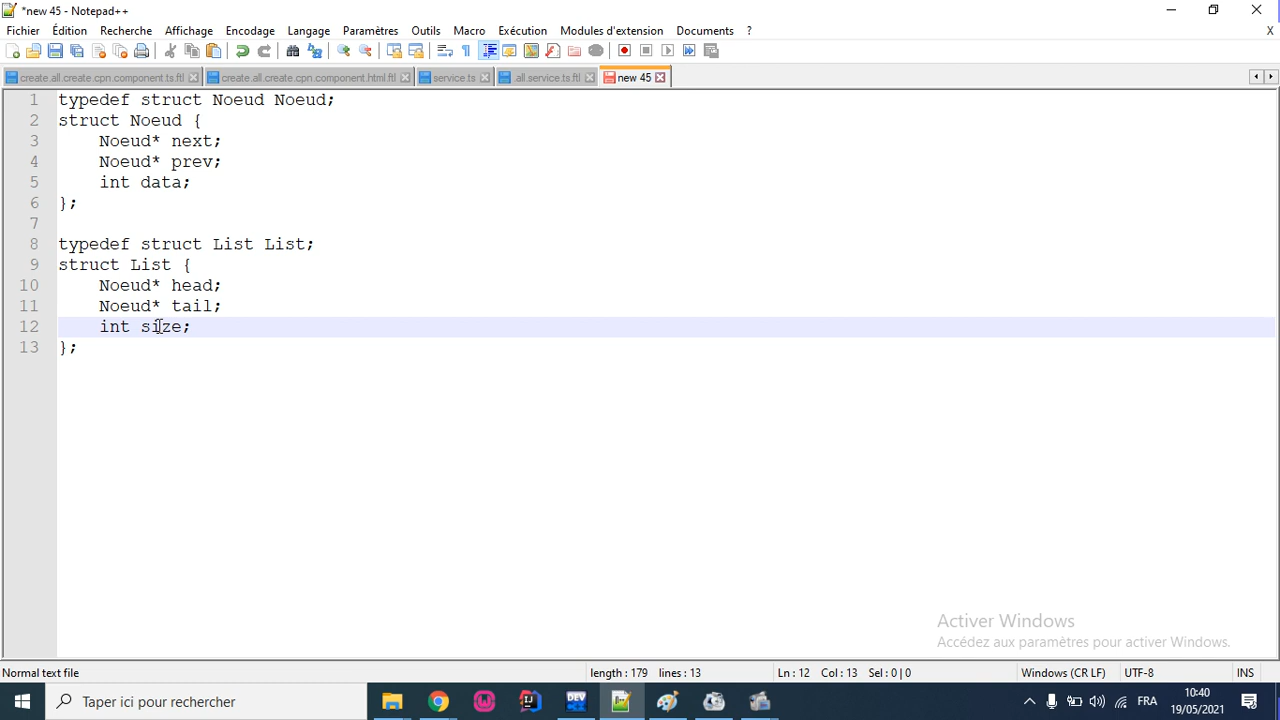 *new 45 - Notepad++
Fichier Édition Recherche Affichage Encodage Langage Paramètres Outils Macro Exécution Modules d'extension Documents ? X
create.all.create.cpn.component.ts.ftl create.all.create.cpn.component.html.ftl service.ts .all.service.ts.ftl new 45
1 typedef struct Noeud Noeud;
2 struct Noeud {
3 Noeud* next;
4 Noeud* prev;
5 int data;
6 };
7
8 typedef struct List List;
9 struct List {
10 Noeud* head;
11 Noeud* tail;
12 int size;
13 };
Activer Windows
Accédez aux paramètres pour activer Windows.
Normal text file length : 179 lines : 13 Ln : 12 Col : 13 Sel : 0 | 0 Windows (CR LF) UTF-8 INS
Taper ici pour rechercher DEV FRA 10:40
19/05/2021